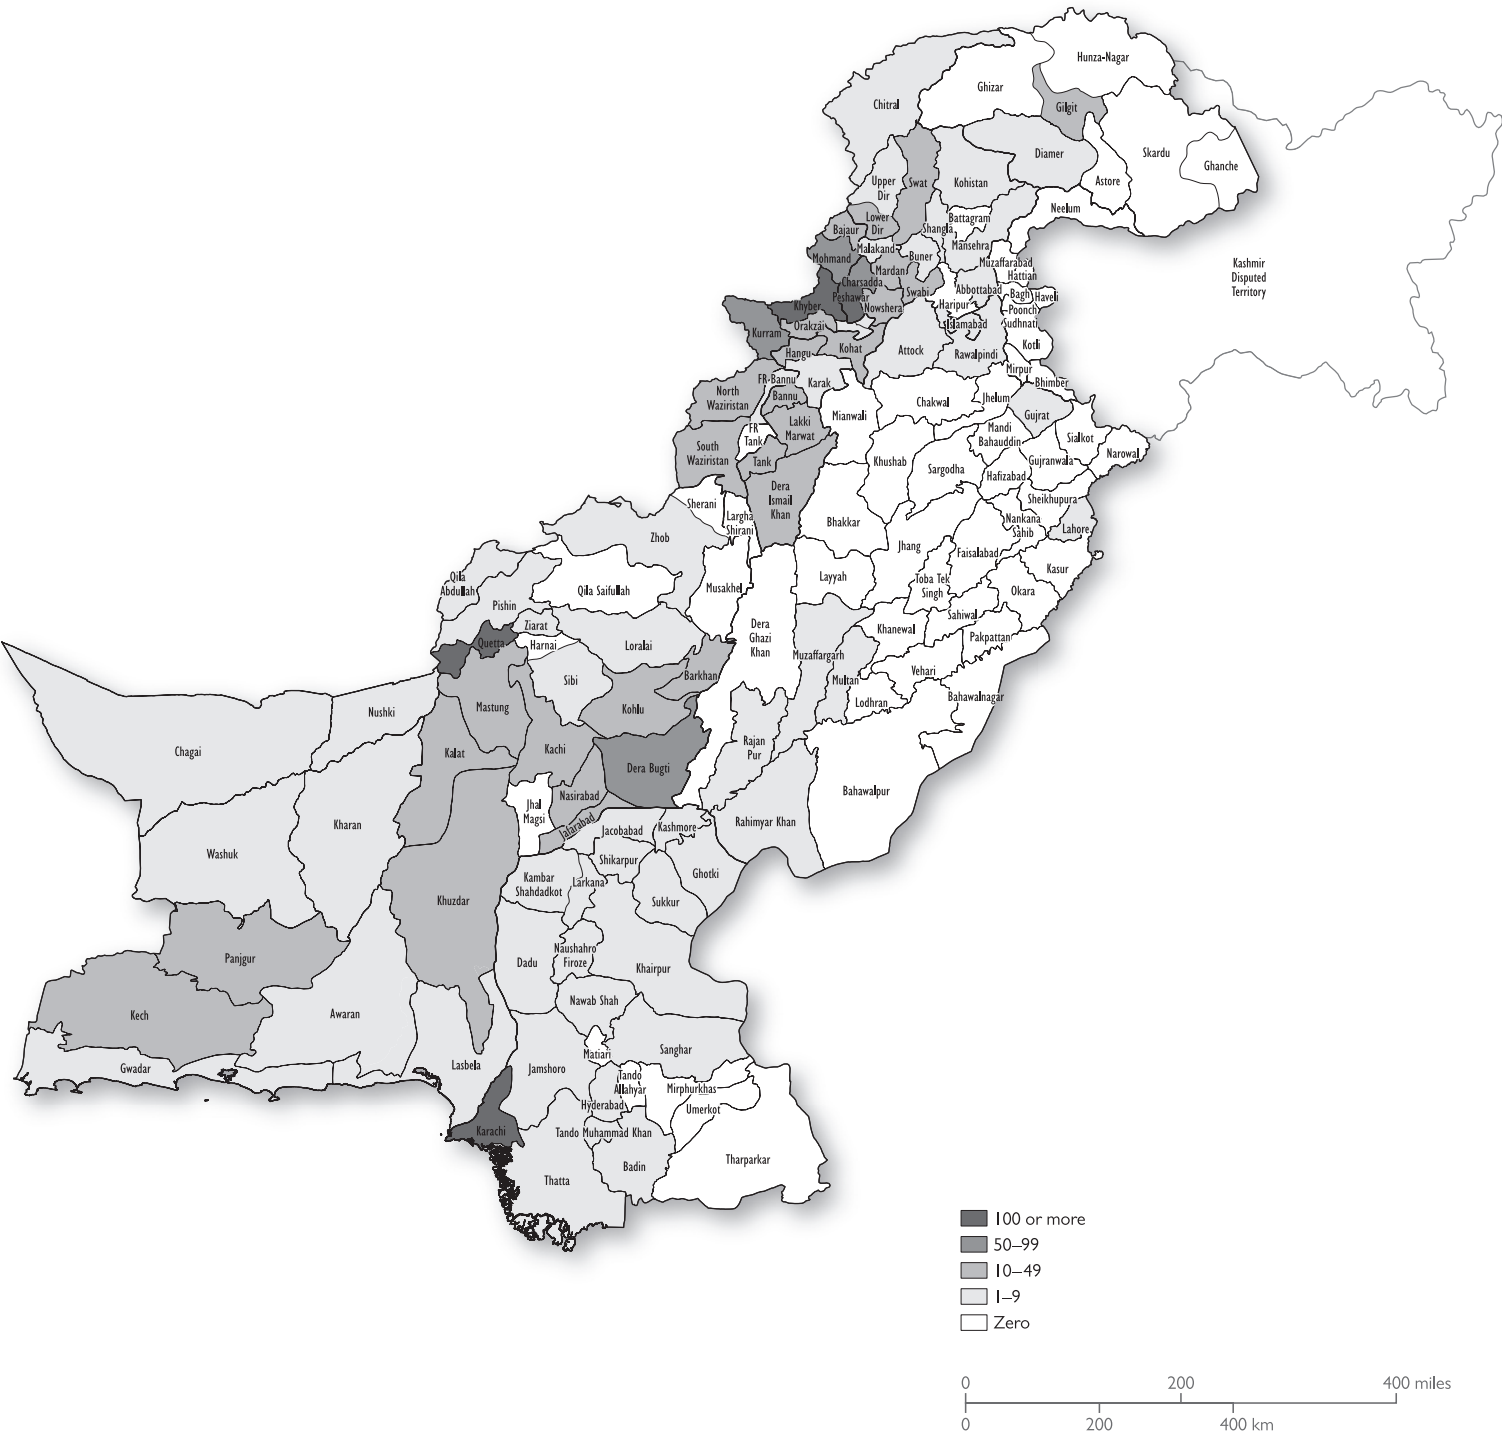 Hunza-Nagar
Ghizar
Chitral
Gilgit
Diamer
Skardu
Ghanche
Astore
Upper
Dir
Swat
Kohistan
Neelum
Lower
Dir
Battagram
Shangla
Bajaur
Malakand
Mansehra
Mohmand
Buner
Muzaffarabad
Hattian
Mardan
Charsadda
Kashmir
Disputed
Territory
Swabi
Abbottabad
Bagh
Haveli
Peshawar
Khyber
Nowshera
Haripur
Poonch
Sudhnati
Orakzai
Islamabad
Kurram
Kohat
Hangu
Attock
Rawalpindi
Kotli
Mirpur
Bhimber
FR-Bannu
Karak
North
Waziristan
Bannu
Chakwal
Jhelum
Mianwali
Gujrat
Lakki
Marwat
FR
Tank
Mandi
Bahauddin
Sialkot
Narowal
South
Waziristan
Tank
Khushab
Sargodha
Gujranwala
Hafizabad
Dera
Ismail
Khan
Sheikhupura
Sherani
Largha
Shirani
Bhakkar
Nankana
Sahib
Lahore
Zhob
Jhang
Faisalabad
Kasur
Qila
Abdullah
Layyah
Toba Tek
Singh
Okara
Qila Saifullah
Musakhel
Pishin
Ziarat
Dera
Ghazi
Khan
Khanewal
Sahiwal
Pakpattan
Quetta
Harnai
Loralai
Muzaffargarh
Vehari
Sibi
Barkhan
Multan
Lodhran
Bahawalnagar
Mastung
Kohlu
Nushki
Chagai
Kalat
Kachi
Rajan
Pur
Dera Bugti
Bahawalpur
Nasirabad
Jhal
Magsi
Jafarabad
Jacobabad
Kashmore
Rahimyar Khan
Kharan
Washuk
Shikarpur
Ghotki
Kambar
Shahdadkot
Larkana
Sukkur
Khuzdar
Panjgur
Dadu
Naushahro
Firoze
Khairpur
Nawab Shah
Kech
Awaran
Matiari
Sanghar
Gwadar
Lasbela
Jamshoro
Tando
Allahyar
Mirphurkhas
Hyderabad
Umerkot
Karachi
Tando Muhammad Khan
Badin
Tharparkar
Thatta
100 or more
50–99
10–49
1–9
Zero
0 200 400 miles
0 200 400 km